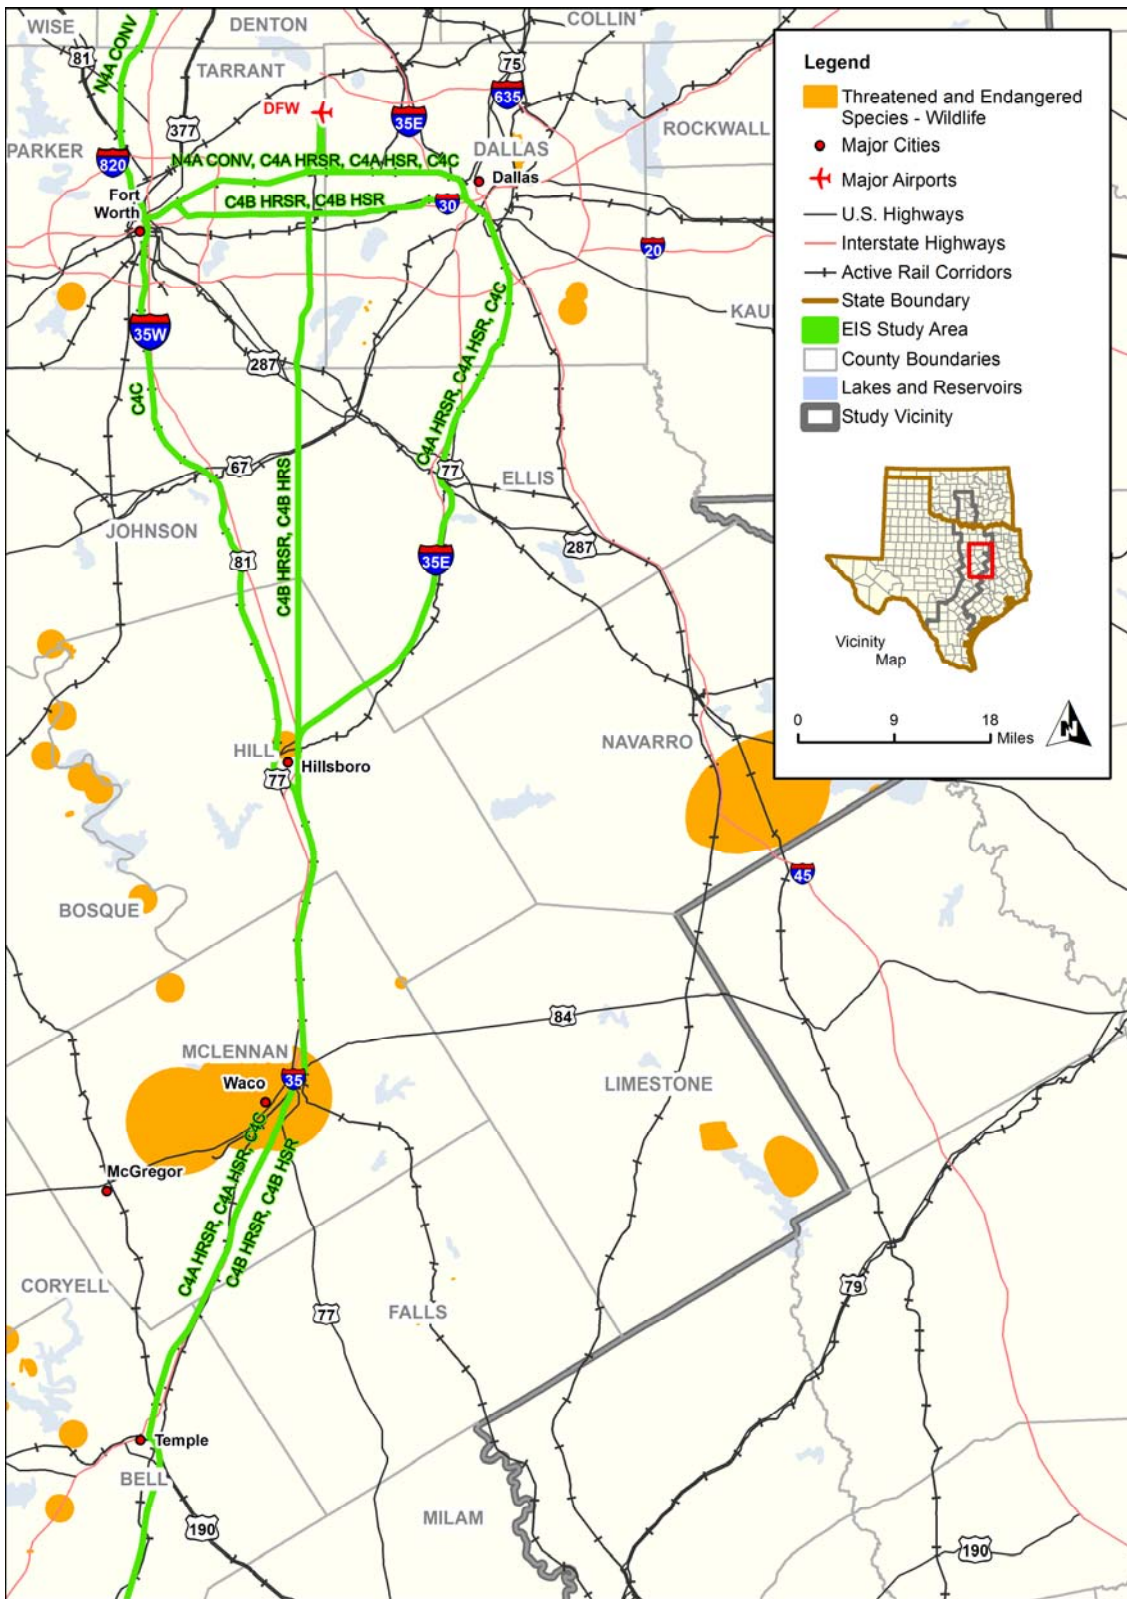 WISE
DENTON
COLLIN
N4A CONV
81
TARRANT
75
DFW
635
377
35E
ROCKWALL
PARKER
820
DALLAS
N4A CONV, C4A HRSR, C4A HSR, C4C
Dallas
Fort
Worth
C4B HRSR, C4B HSR
30
20
KAU
35W
287
C4A HRSR, C4A HSR, C4C
C4C
67
77
ELLIS
JOHNSON
C4B HRSR, C4B HRS
287
81
35E
HILL
NAVARRO
Hillsboro
77
45
BOSQUE
84
MCLENNAN
35
Waco
LIMESTONE
McGregor
C4A HRSR, C4A HSR, C4C
C4B HRSR, C4B HSR
CORYELL
77
FALLS
79
Temple
BELL
MILAM
190
190
Legend
Threatened and Endangered
Species - Wildlife
Major Cities
Major Airports
U.S. Highways
Interstate Highways
Active Rail Corridors
State Boundary
EIS Study Area
County Boundaries
Lakes and Reservoirs
Study Vicinity
Vicinity
Map
0 9 18
Miles
N